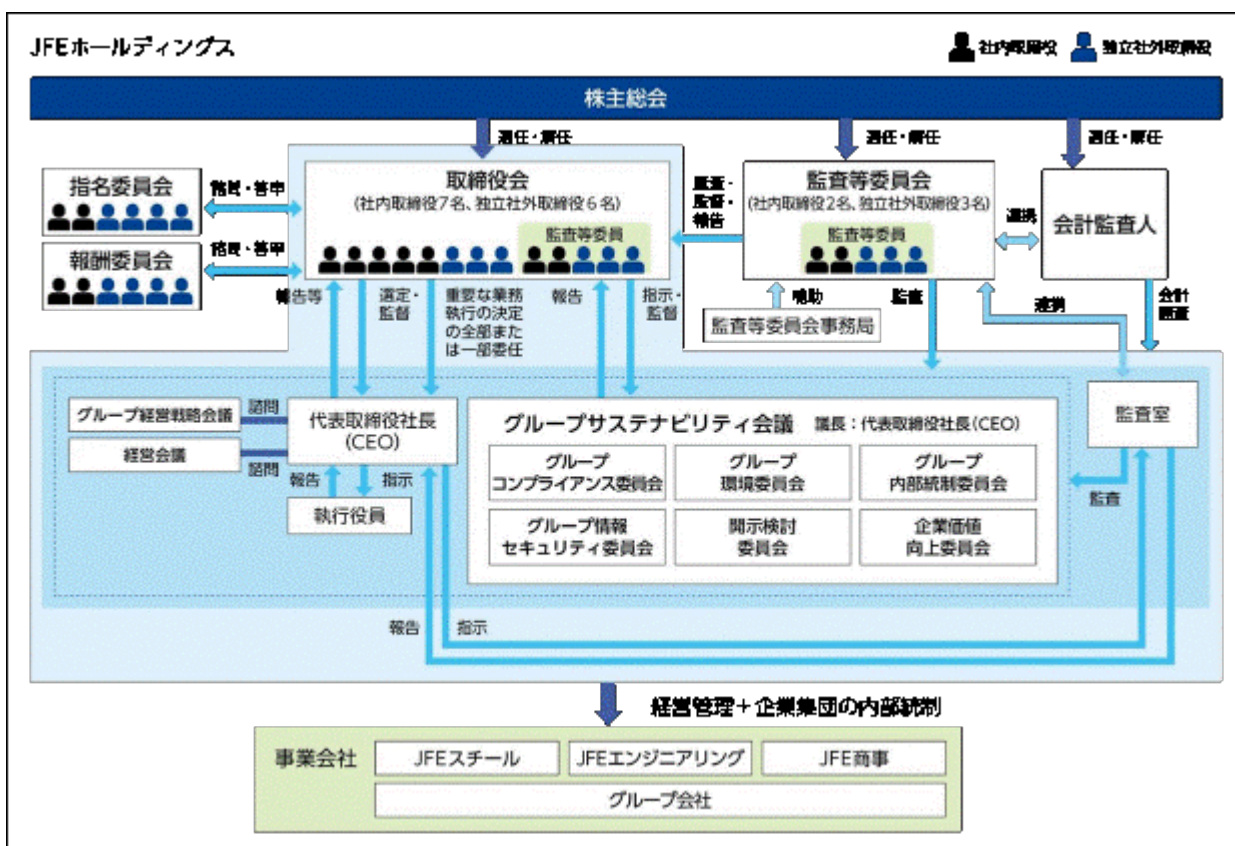 JFEホールディングス
社内取締役
独立社外取締役
株主総会
選任・解任
選任・解任
選任・解任
指名委員会
諮問・答申
報酬委員会
諮問・答申
取締役会
(社内取締役7名、独立社外取締役6名)
監査等委員
監査・
監督・
報告
監査等委員会
(社内取締役2名、独立社外取締役3名)
監査等委員
連携
会計監査人
報告等
選定・
監督
重要な業務
執行の決定
の全部また
は一部委任
報告
指示・
監督
補助
監査等委員会事務局
監査
連携
会計
監査
グループ経営戦略会議
諮問
経営会議
諮問
代表取締役社長
(CEO)
報告
指示
執行役員
グループサステナビリティ会議 議長:代表取締役社長(CEO)
グループ
コンプライアンス委員会
グループ
環境委員会
グループ
内部統制委員会
グループ情報
セキュリティ委員会
開示検討
委員会
企業価値
向上委員会
監査室
監査
報告
指示
経営管理+企業集団の内部統制
事業会社
JFEスチール
JFEエンジニアリング
JFE商事
グループ会社